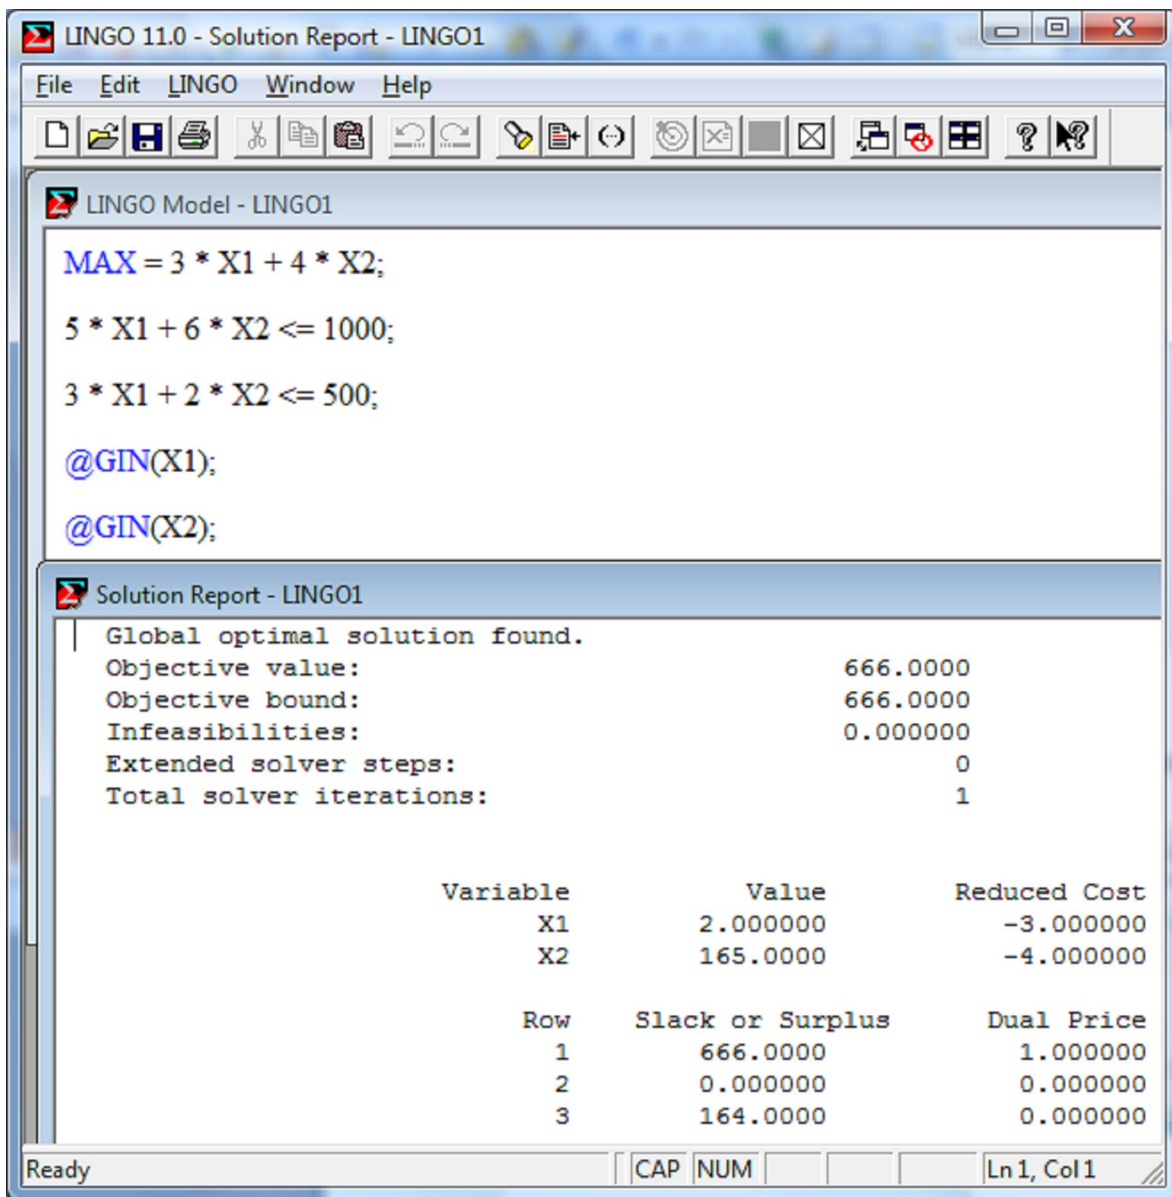 LINGO 11.0 - Solution Report - LINGO1
File Edit LINGO Window Help
LINGO Model - LINGO1
MAX = 3 * X1 + 4 * X2;
5 * X1 + 6 * X2 <= 1000;
3 * X1 + 2 * X2 <= 500;
@GIN(X1);
@GIN(X2);
Solution Report - LINGO1
Global optimal solution found.
Objective value: 666.0000
Objective bound: 666.0000
Infeasibilities: 0.000000
Extended solver steps: 0
Total solver iterations: 1
Variable Value Reduced Cost
X1 2.000000 -3.000000
X2 165.0000 -4.000000
Row Slack or Surplus Dual Price
1 666.0000 1.000000
2 0.000000 0.000000
3 164.0000 0.000000
Ready CAP NUM Ln 1, Col 1